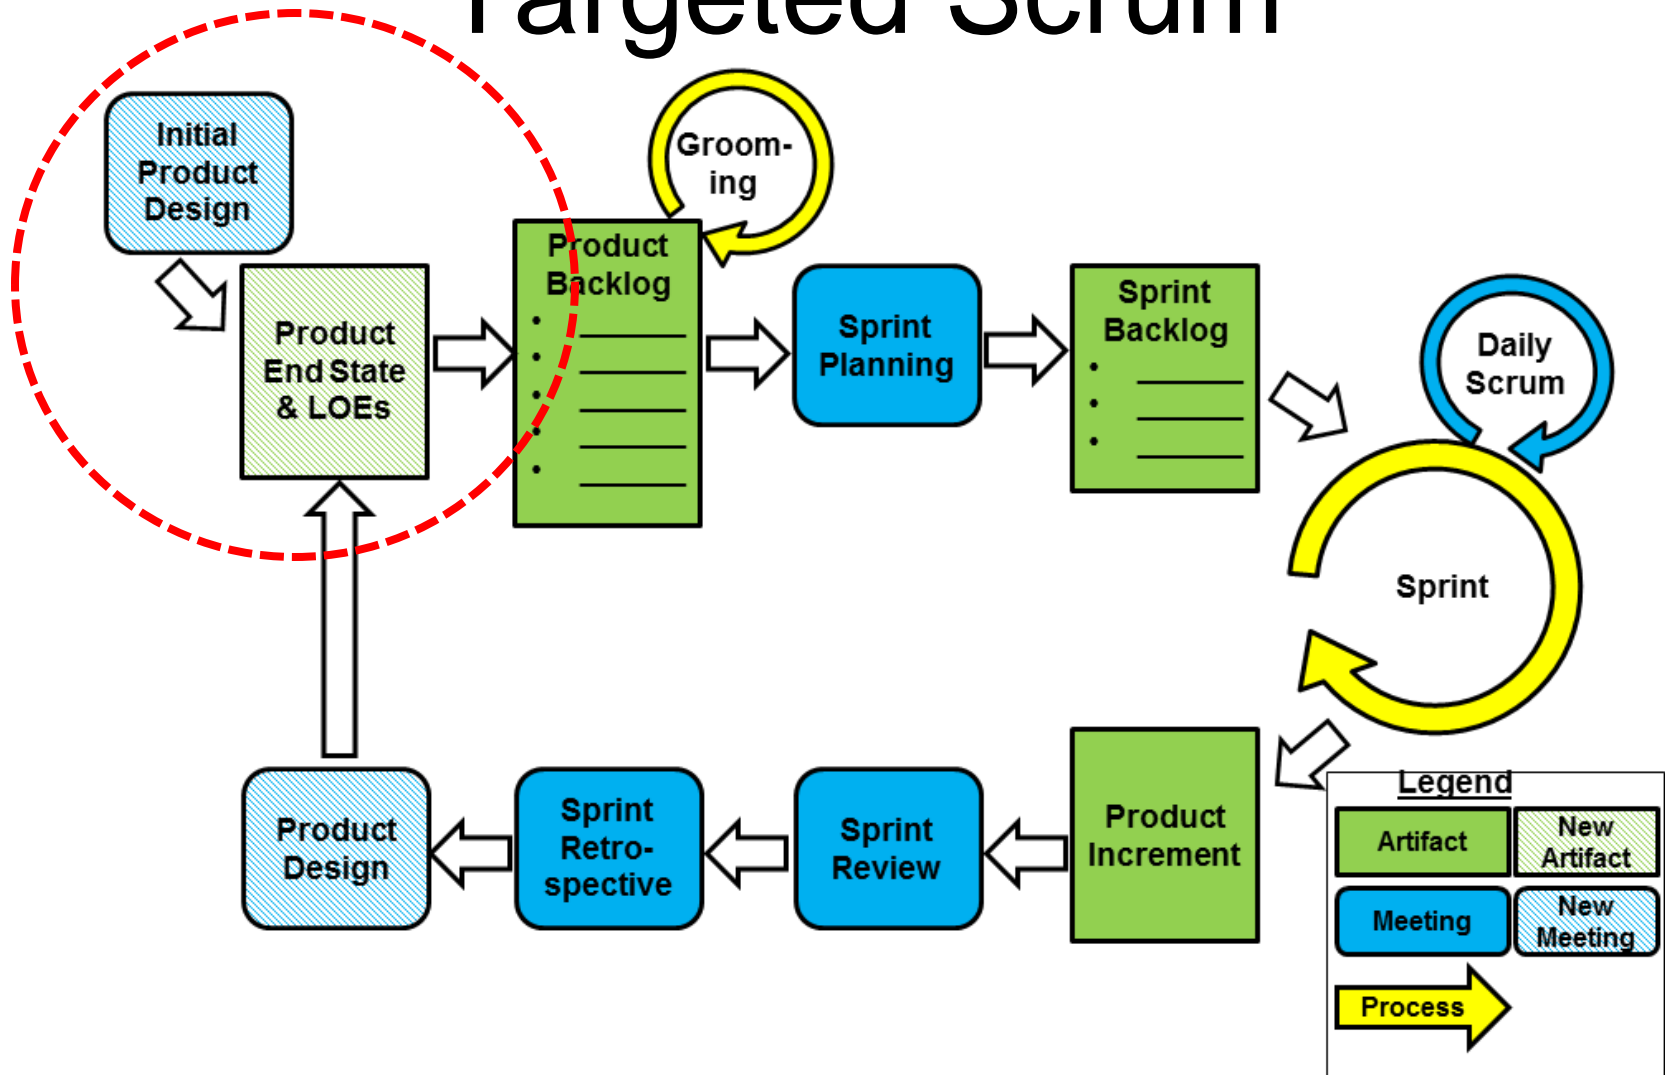 Targeted Scrum
Initial
Product
Design
Groom-
ing
Product
End State
& LOEs
Product
Backlog
Sprint
Planning
Sprint
Backlog
Daily
Scrum
Sprint
Product
Design
Sprint
Retro-
spective
Sprint
Review
Product
Increment
Legend
Artifact
New
Artifact
Meeting
New
Meeting
Process